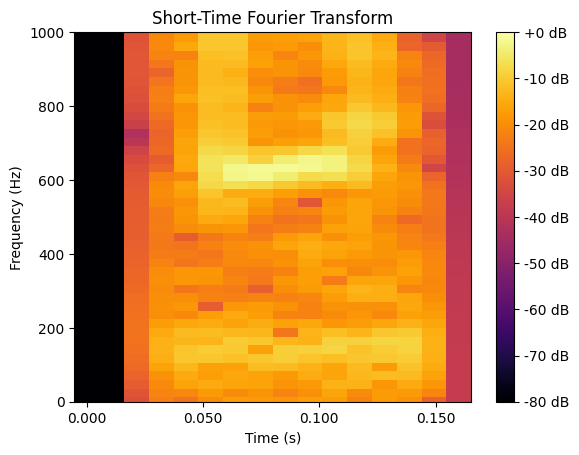 Short-Time Fourier Transform
1000
800
600
400
200
0
Frequency (Hz)
0.000
0.050
0.100
0.150
Time (s)
+0 dB
-10 dB
-20 dB
-30 dB
-40 dB
-50 dB
-60 dB
-70 dB
-80 dB